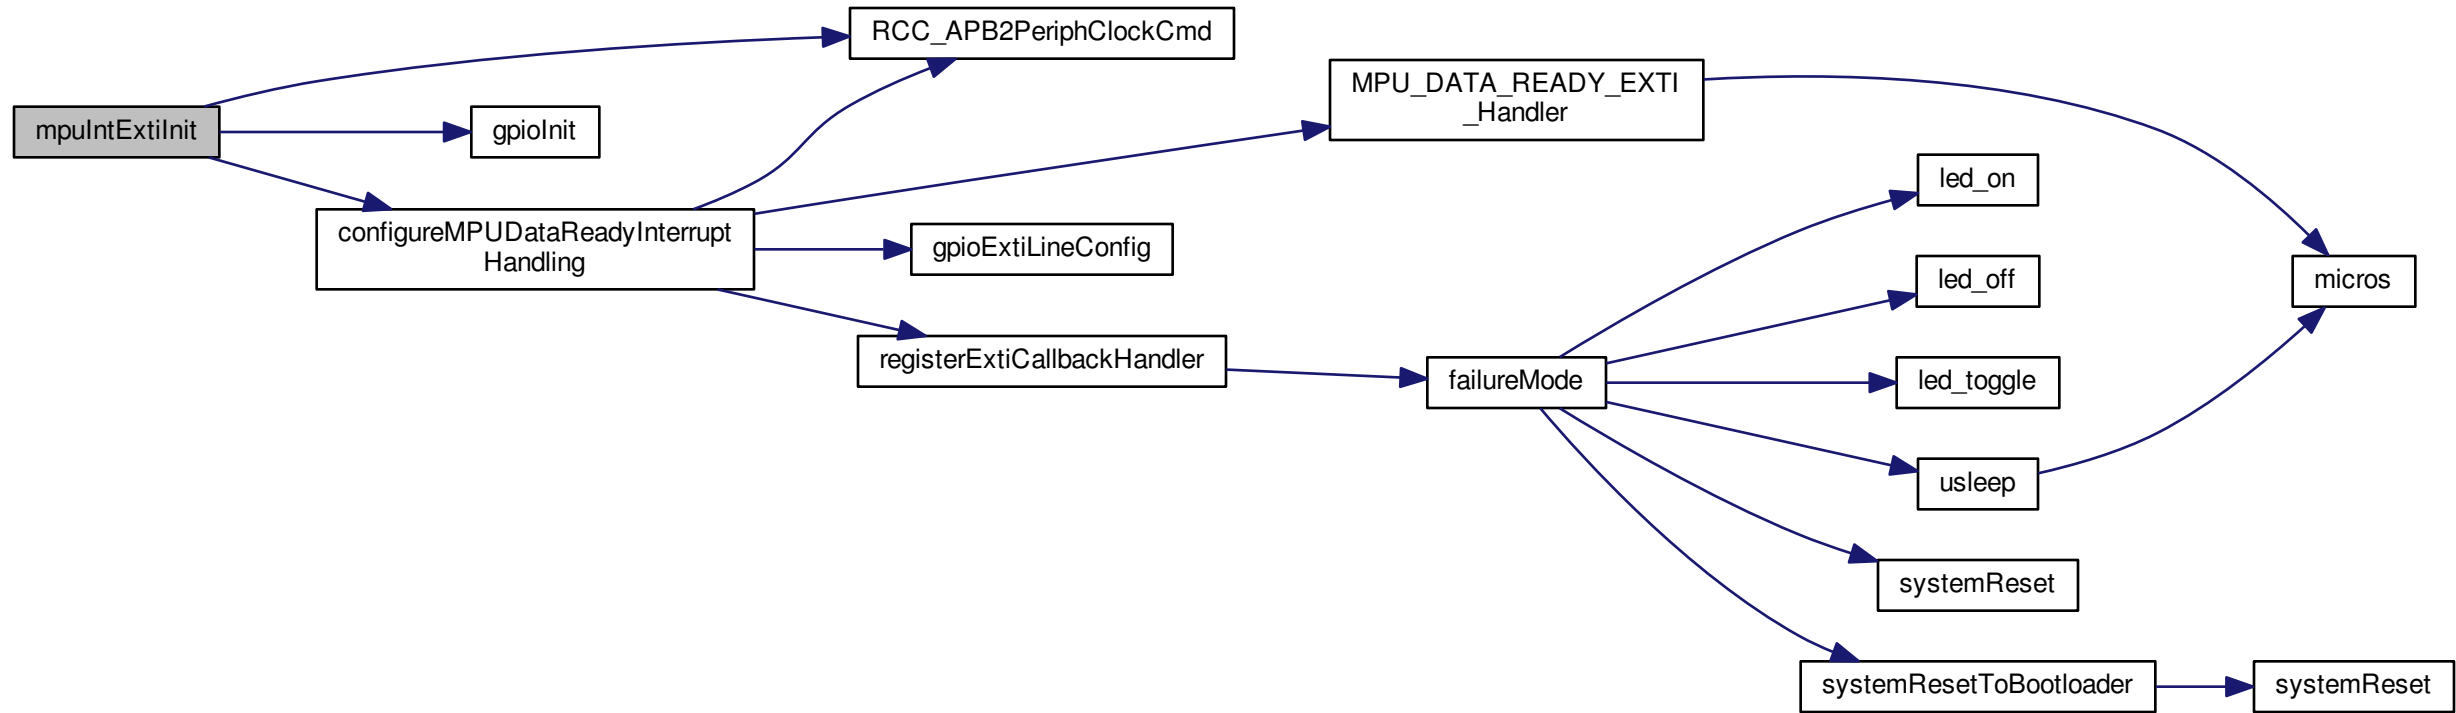 RCC_APB2PeriphClockCmd
mpuIntExtiInit
gpioInit
MPU_DATA_READY_EXTI
_Handler
configureMPUDataReadyInterrupt
Handling
gpioExtiLineConfig
registerExtiCallbackHandler
failureMode
led_on
led_off
led_toggle
usleep
micros
systemReset
systemResetToBootloader
systemReset